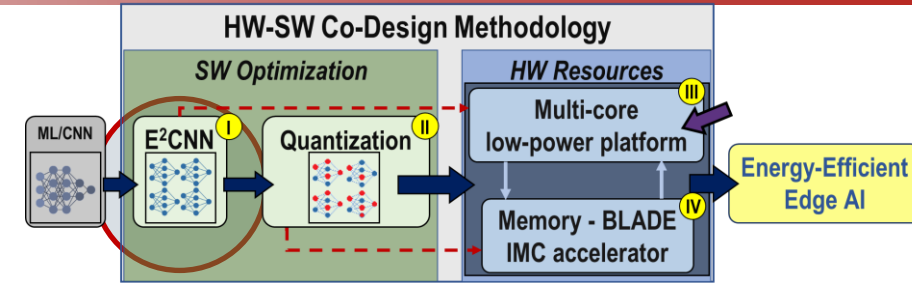 HW-SW Co-Design Methodology
SW Optimization
HW Resources
ML/CNN
E²CNN
I
Quantization
II
Multi-core
low-power platform
III
Memory - BLADE
IMC accelerator
IV
Energy-Efficient
Edge AI